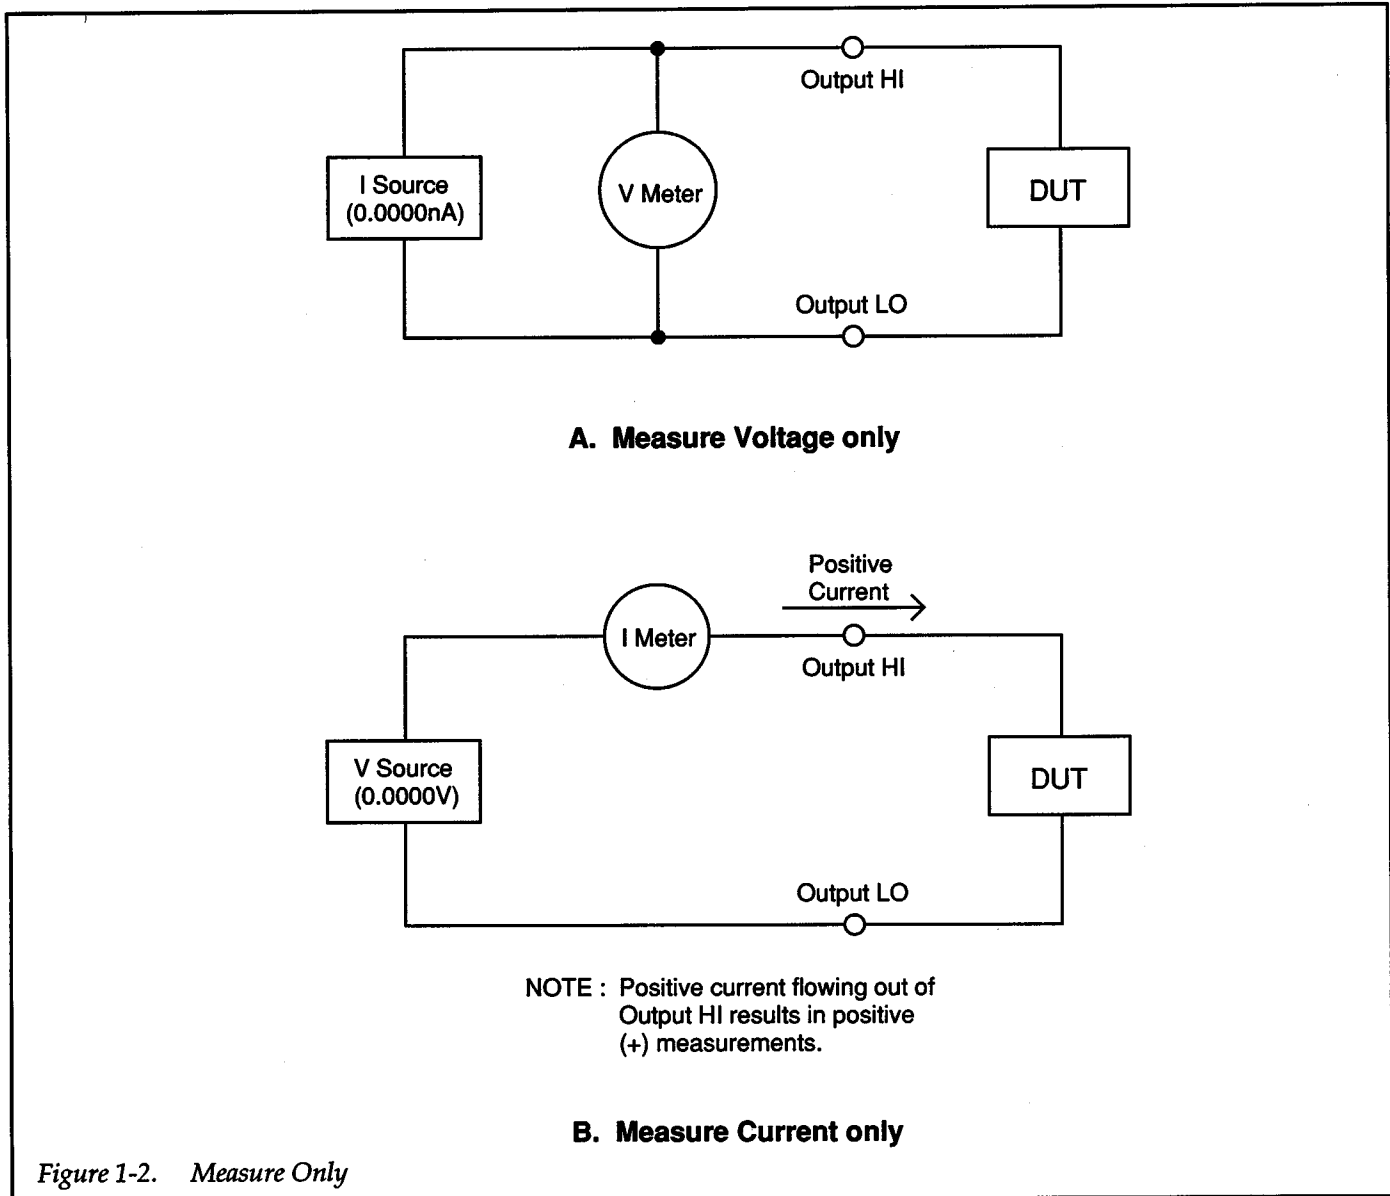 Output HI
I Source
(0.0000nA)
V Meter
DUT
Output LO
A. Measure Voltage only
Positive
Current
I Meter
Output HI
V Source
(0.0000V)
DUT
Output LO
NOTE : Positive current flowing out of
Output HI results in positive
(+) measurements.
B. Measure Current only
Figure 1-2. Measure Only